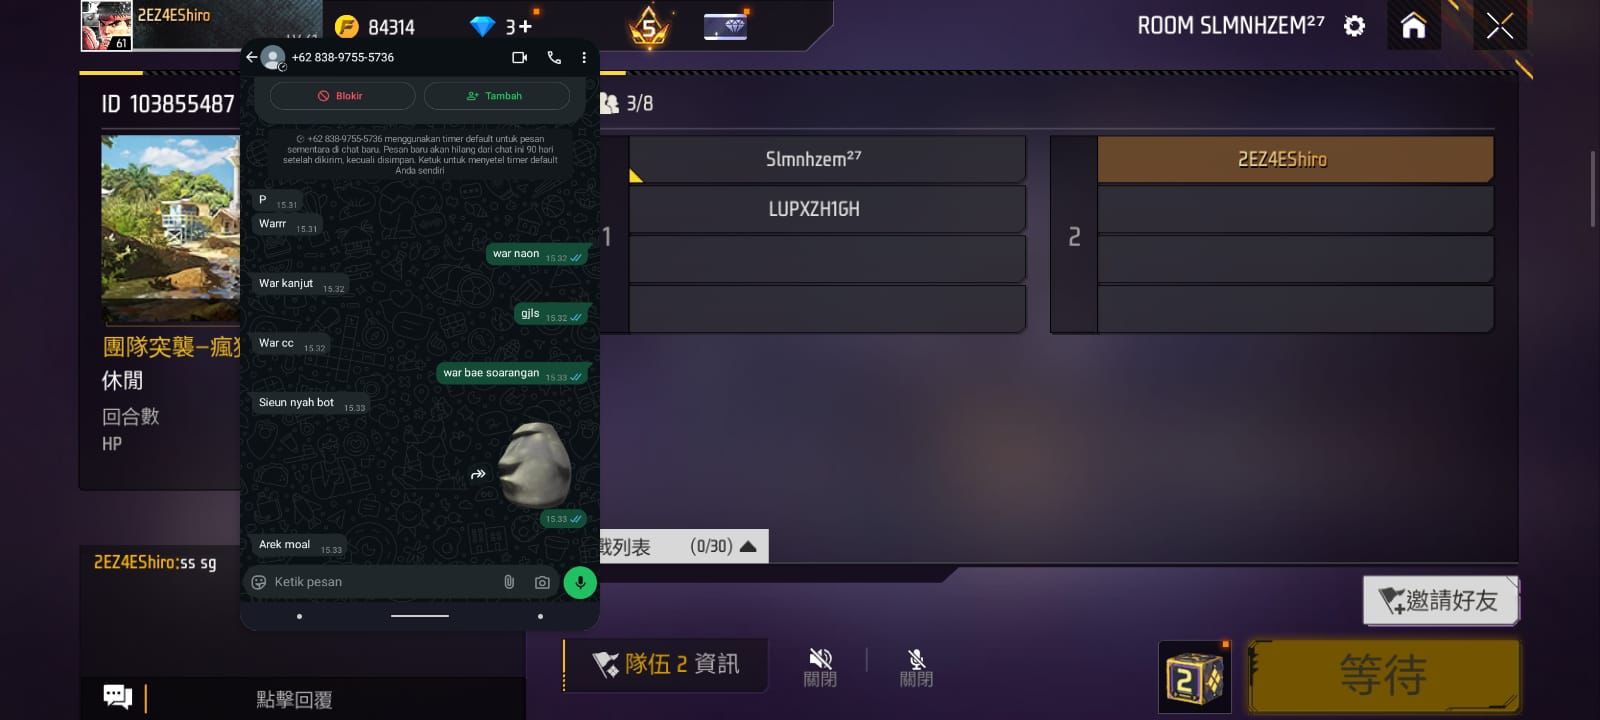 2EZ4EShiro
61
84314
3+
5
ROOM SLMNHZEM²⁷
ID 103855487
3/8
團隊突襲–瘋
休閒
回合數
HP
+62 838-9755-5736
Blokir
Tambah
+62 838-9755-5736 menggunakan timer default untuk pesan
sementara di chat baru. Pesan baru akan hilang dari chat ini 90 hari
setelah dikirim, kecuali disimpan. Ketuk untuk menyetel timer default
Anda sendiri
P 15.31
Warrr 15.31
war naon 15.32
War kanjut 15.32
gjls 15.32
War cc 15.32
war bae soarangan 15.33
Sieun nyah bot 15.33
15.33
Arek moal 15.33
Ketik pesan
1
Slmnhzem²⁷
LUPXZH1GH
2
2EZ4EShiro
戰列表 (0/30)
2EZ4EShiro:ss sg
點擊回覆
邀請好友
隊伍 2 資訊
關閉
關閉
2
等待